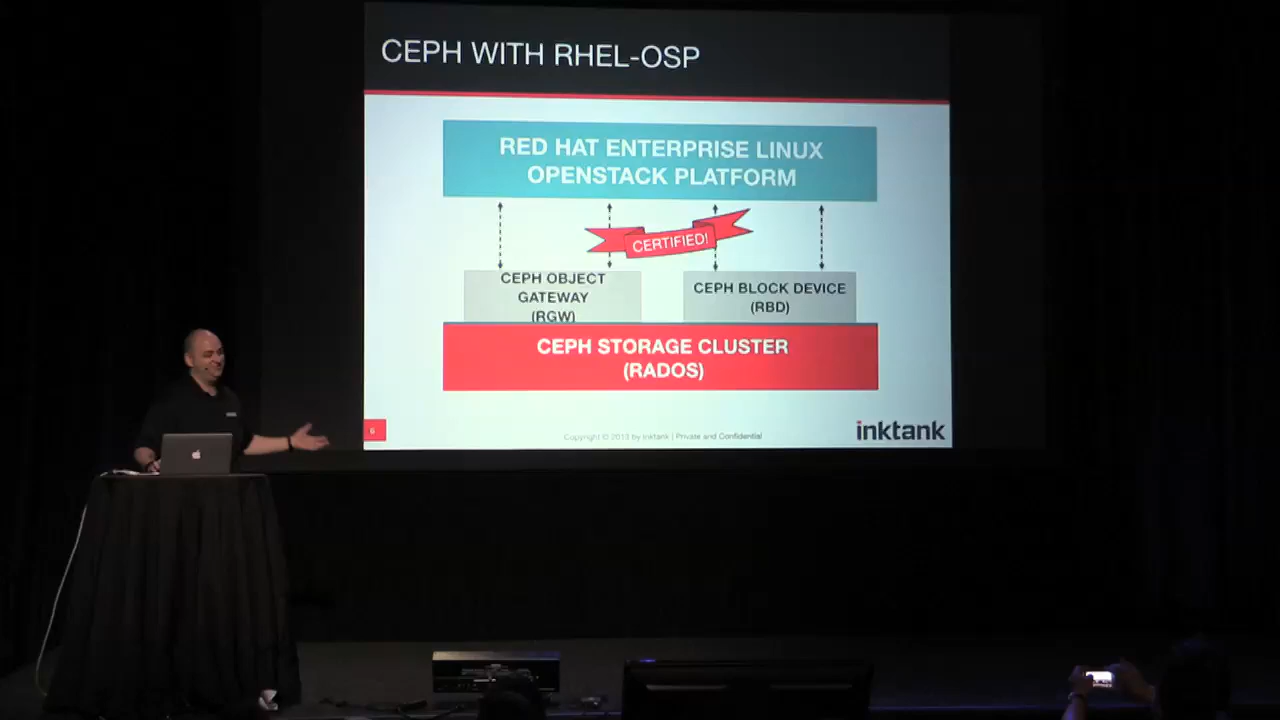 CEPH WITH RHEL-OSP
RED HAT ENTERPRISE LINUX
OPENSTACK PLATFORM
CERTIFIED!
CEPH OBJECT
GATEWAY
(RGW)
CEPH BLOCK DEVICE
(RBD)
CEPH STORAGE CLUSTER
(RADOS)
6
Copyright © 2013 by Inktank | Private and Confidential
inktank